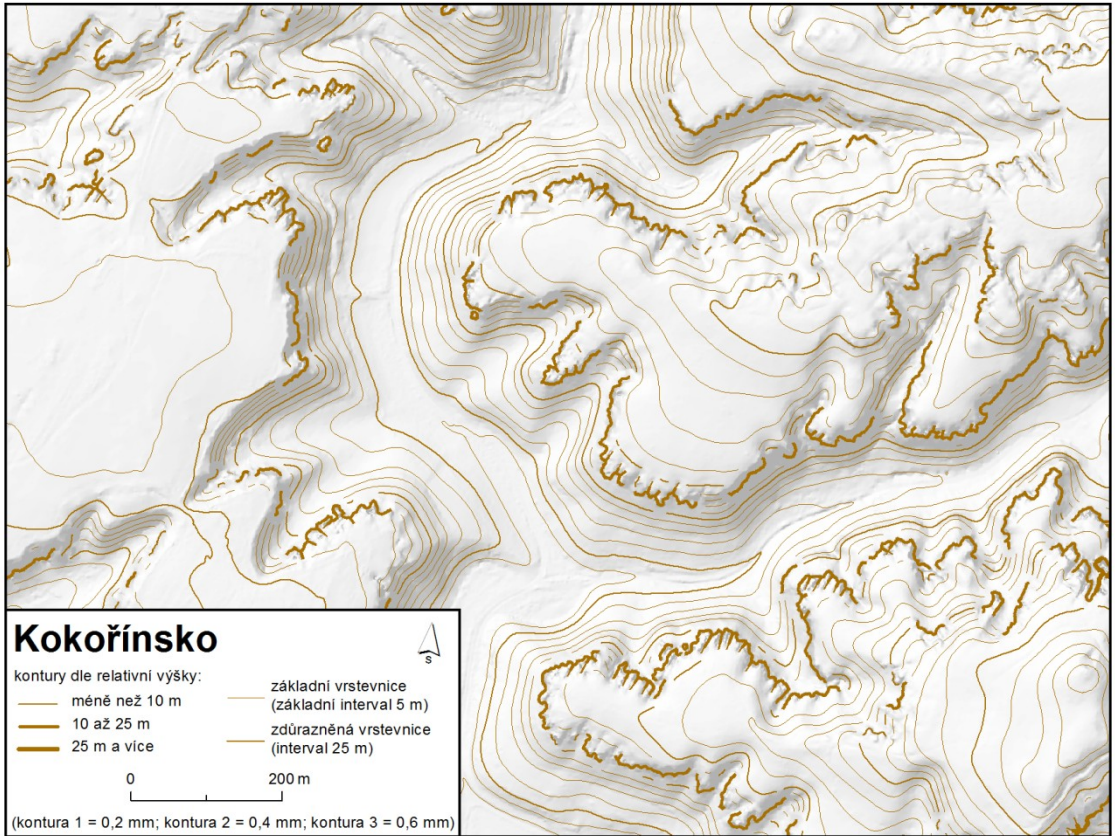 Kokořínsko
S
kontury dle relativní výšky:
méně než 10 m
10 až 25 m
25 m a více
základní vrstevnice
(základní interval 5 m)
zdůrazněná vrstevnice
(interval 25 m)
0 200 m
(kontura 1 = 0,2 mm; kontura 2 = 0,4 mm; kontura 3 = 0,6 mm)